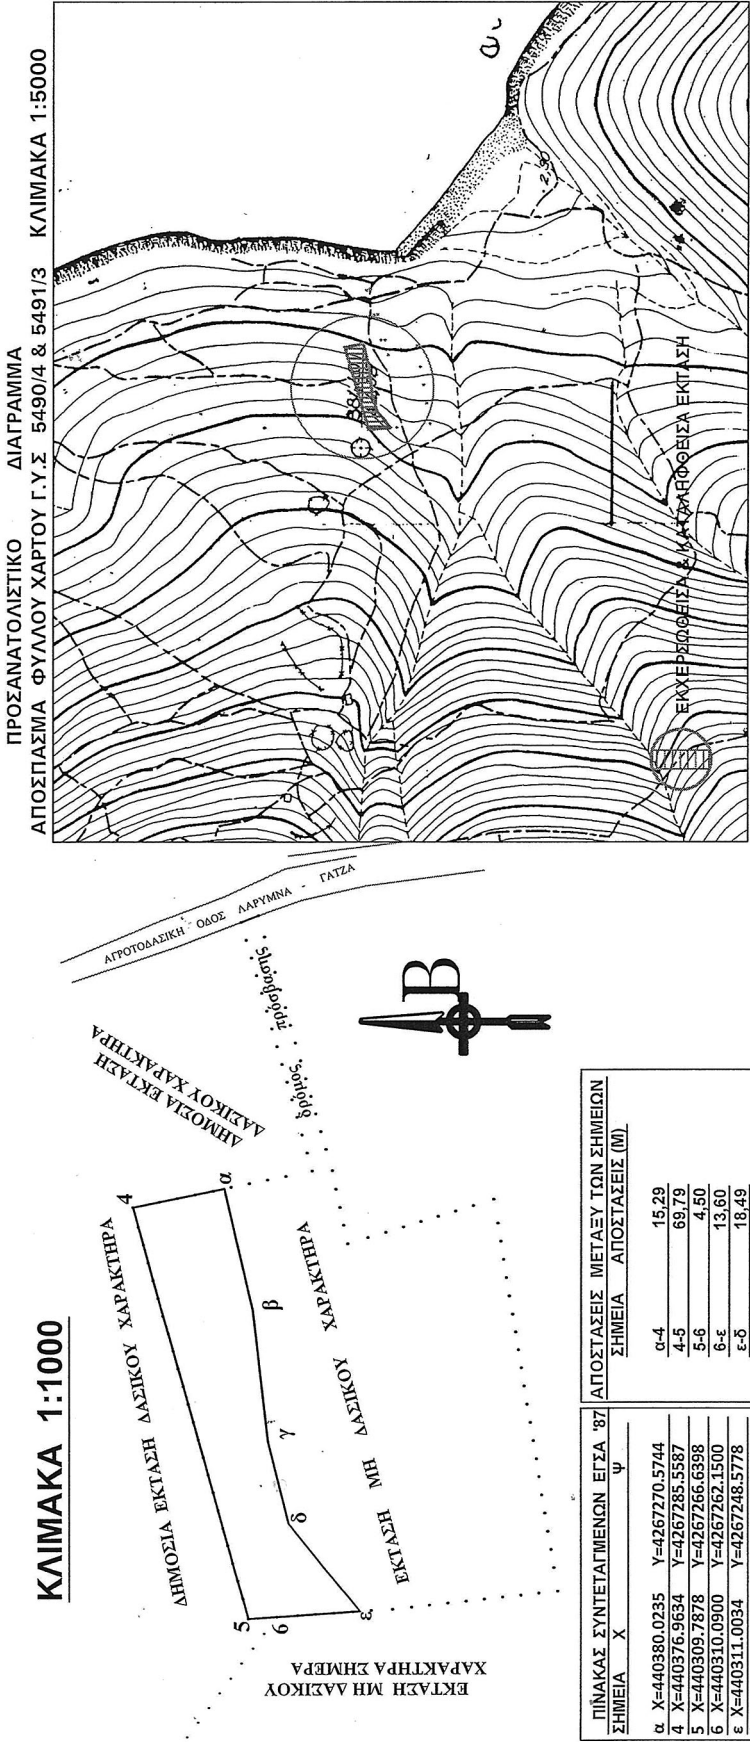 ΚΛΙΜΑΚΑ 1:1000
ΔΗΜΟΣΙΑ ΕΚΤΑΣΗ ΔΑΣΙΚΟΥ ΧΑΡΑΚΤΗΡΑ
ΔΗΜΟΣΙΑ ΕΚΤΑΣΗ
ΔΑΣΙΚΟΥ ΧΑΡΑΚΤΗΡΑ
ΑΓΡΟΤΟΔΑΣΙΚΗ ΟΔΟΣ ΛΑΡΥΜΝΑ - ΓΑΤΖΑ
δρόμος πρόσβασης
4
α
β
γ
δ
5
6
ε
ΕΚΤΑΣΗ ΜΗ ΔΑΣΙΚΟΥ ΧΑΡΑΚΤΗΡΑ
ΕΚΤΑΣΗ ΜΗ ΔΑΣΙΚΟΥ
ΧΑΡΑΚΤΗΡΑ ΣΗΜΕΡΑ
Β
ΠΙΝΑΚΑΣ ΣΥΝΤΕΤΑΓΜΕΝΩΝ ΕΓΣΑ '87
ΣΗΜΕΙΑ Χ Ψ
α X=440380.0235 Y=4267270.5744
4 X=440376.9634 Y=4267285.5587
5 X=440309.7878 Y=4267266.6398
6 X=440310.0900 Y=4267262.1500
ε X=440311.0034 Y=4267248.5778
ΑΠΟΣΤΑΣΕΙΣ ΜΕΤΑΞΥ ΤΩΝ ΣΗΜΕΙΩΝ
ΣΗΜΕΙΑ ΑΠΟΣΤΑΣΕΙΣ (Μ)
α-4 15,29
4-5 69,79
5-6 4,50
6-ε 13,60
ε-δ 18,49
ΠΡΟΣΑΝΑΤΟΛΙΣΤΙΚΟ ΔΙΑΓΡΑΜΜΑ
ΑΠΟΣΠΑΣΜΑ ΦΥΛΛΟΥ ΧΑΡΤΟΥ Γ.Υ.Σ 5490/4 & 5491/3 ΚΛΙΜΑΚΑ 1:5000
2.50
ΕΚΧΕΡΣΩΘΕΙΣΑ & ΚΑΤΑΛΗΦΘΕΙΣΑ ΕΚΤΑΣΗ